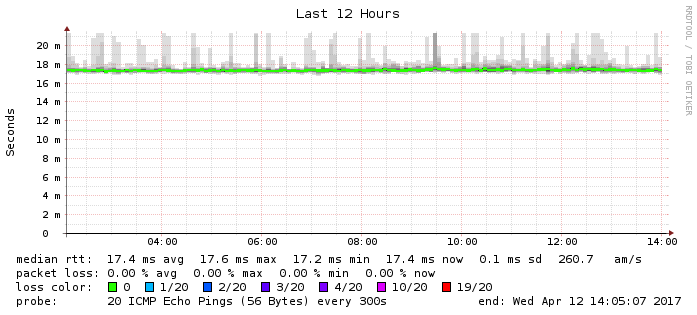 Last 12 Hours
RRDTOOL / TOBI OETIKER
Seconds
20 m
18 m
16 m
14 m
12 m
10 m
8 m
6 m
4 m
2 m
0
04:00 06:00 08:00 10:00 12:00 14:00
median rtt: 17.4 ms avg 17.6 ms max 17.2 ms min 17.4 ms now 0.1 ms sd 260.7 am/s
packet loss: 0.00 % avg 0.00 % max 0.00 % min 0.00 % now
loss color: 0 1/20 2/20 3/20 4/20 10/20 19/20
probe: 20 ICMP Echo Pings (56 Bytes) every 300s end: Wed Apr 12 14:05:07 2017